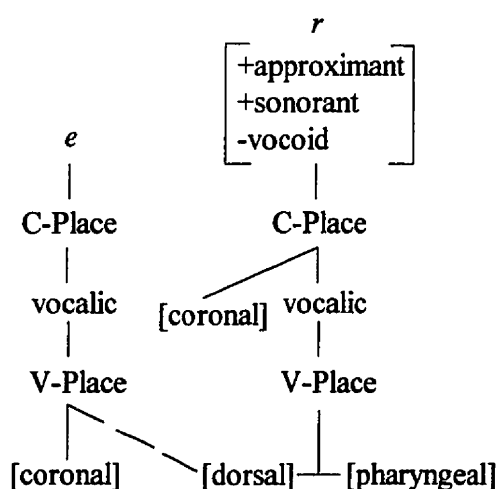 r
+approximant
+sonorant
-vocoid
e
C-Place C-Place
vocalic [coronal] vocalic
V-Place V-Place
[coronal] [dorsal] [pharyngeal]